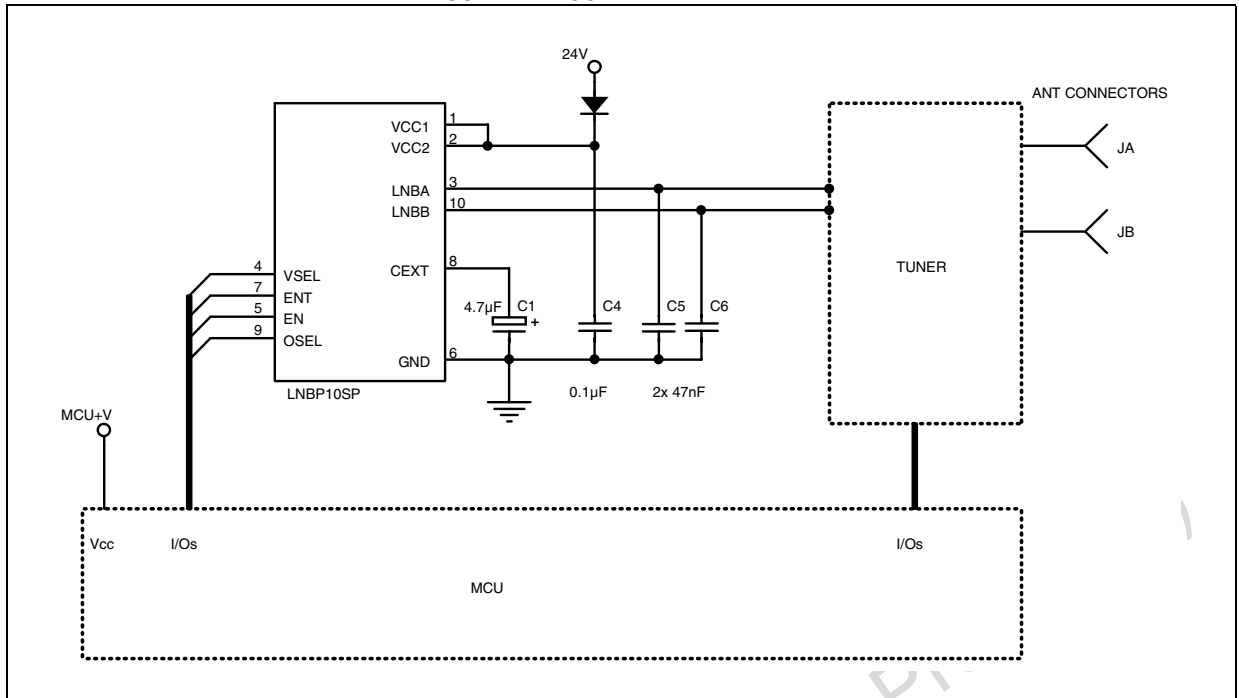 24V
ANT CONNECTORS
VCC1 1
VCC2 2
JA
LNBA 3
LNBB 10
JB
TUNER
CEXT 8
4 VSEL
7 ENT
5 EN
9 OSEL
4.7µF C1
+
C4
C5
C6
GND 6
LNBP10SP
0.1µF
2x 47nF
MCU+V
Vcc
I/Os
I/Os
MCU